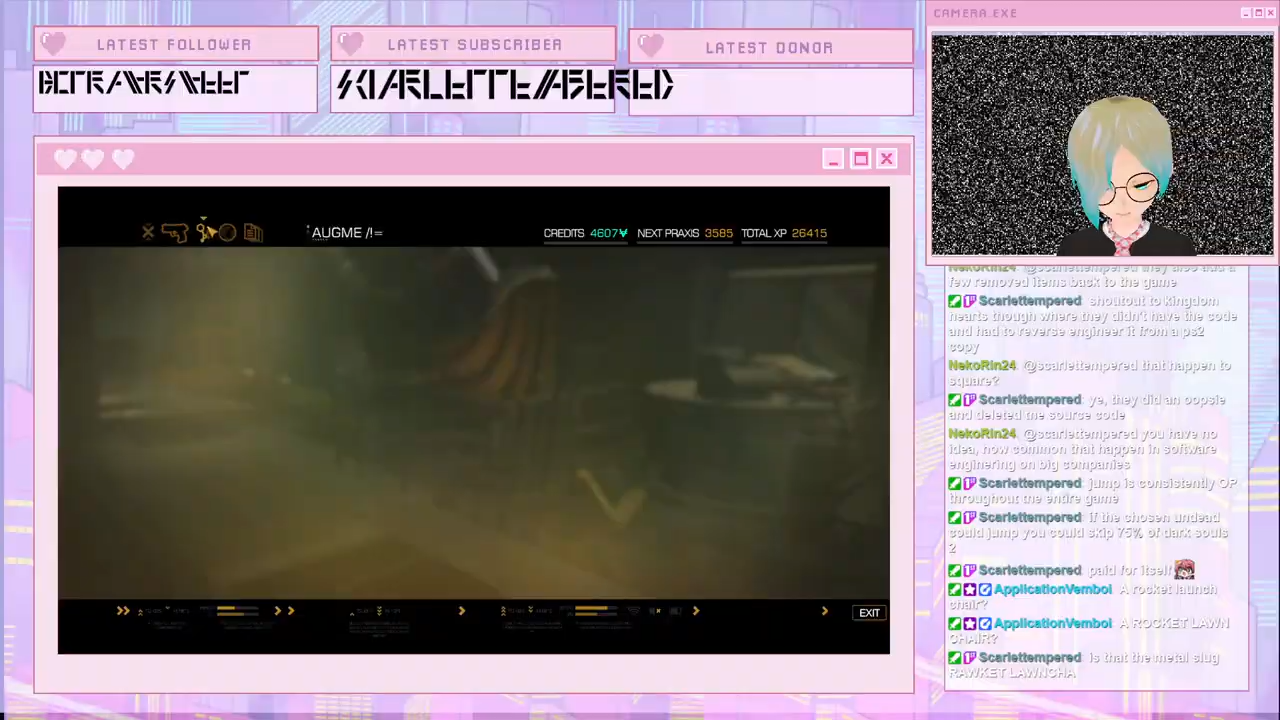 CAMERA.EXE
LATEST FOLLOWER
LATEST SUBSCRIBER
LATEST DONOR
AUGME /!=
CREDITS 4607
NEXT PRAXIS 3585
TOTAL XP 26415
EXIT
NekoRin24 @scarlettempered they also add a
few removed items back to the game
Scarlettempered shoutout to kingdom
hearts though where they didn't have the code
and had to reverse engineer it from a ps2
copy
NekoRin24 @scarlettempered that happen to
square?
Scarlettempered ye, they did an oopsie
and deleted the source code
NekoRin24 @scarlettempered you have no
idea, how common that happen in software
enginering on big companies
Scarlettempered jump is consistently OP
throughout the entire game
Scarlettempered if the chosen undead
could jump you could skip 75% of dark souls
2
Scarlettempered paid for itself
ApplicationVembol A rocket launch
chair?
ApplicationVembol A ROCKET LAWN
CHAIR?
Scarlettempered is that the metal slug
RAWKET LAWNCHA